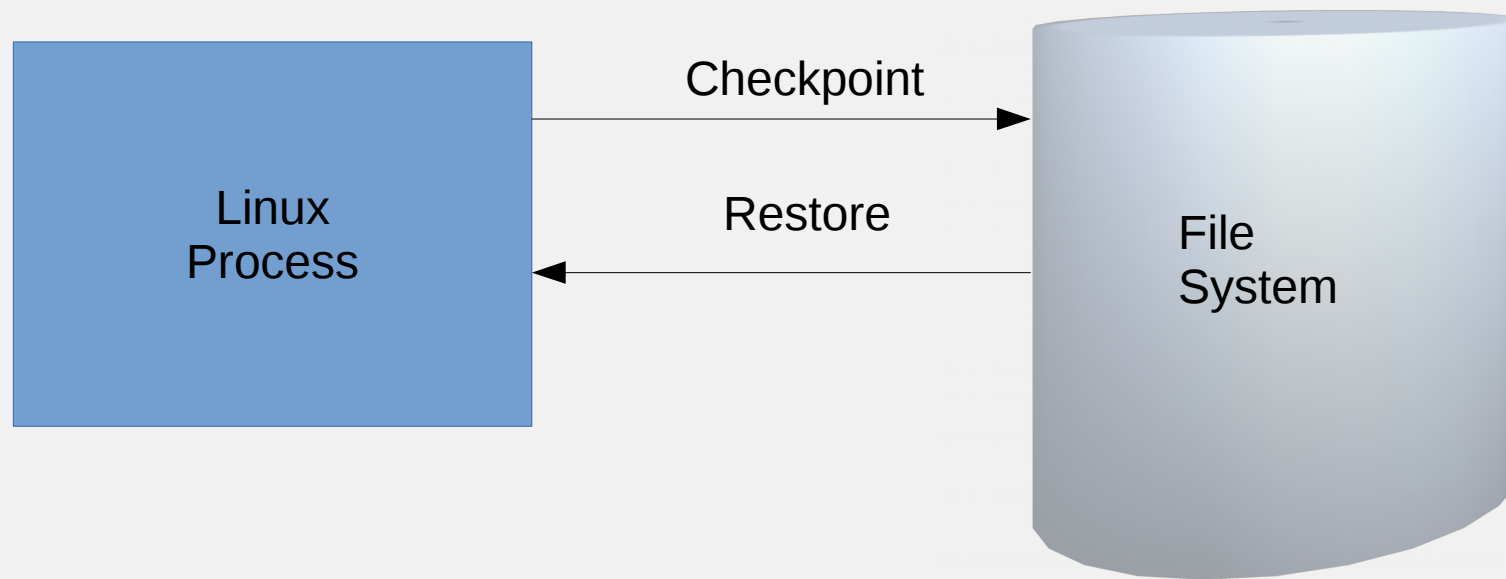 Linux
Process
Checkpoint
Restore
File
System